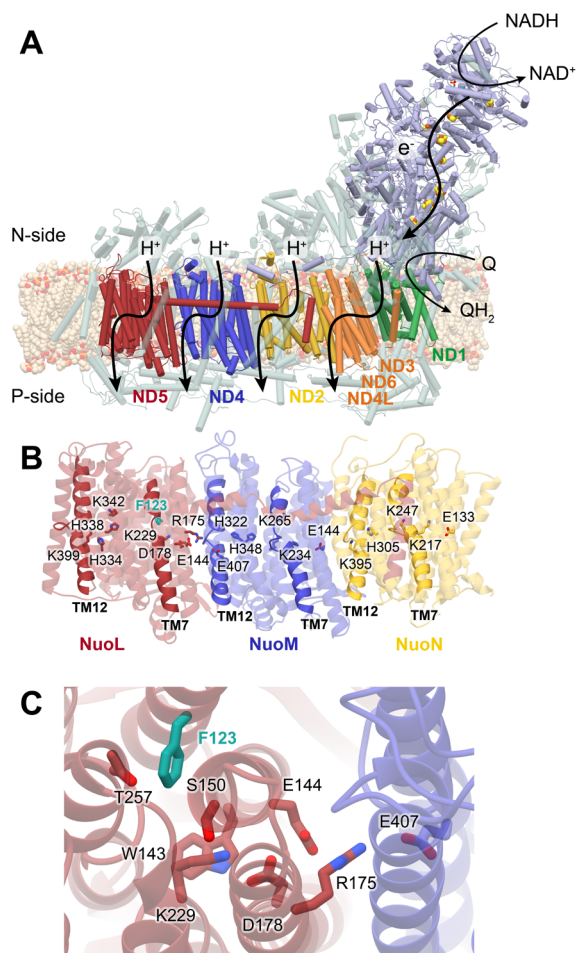 A
NADH
NAD+
e-
N-side
H+
H+
H+
H+
Q
QH2
ND1
ND3
ND6
ND4L
ND5
ND4
ND2
P-side
B
K342
F123
H338
K229
R175
H322
K265
E144
K247
E133
K399
H334
D178
E144
E407
H348
K234
K395
H305
K217
TM12
TM7
TM12
TM7
TM12
TM7
NuoL
NuoM
NuoN
C
F123
T257
S150
E144
E407
W143
R175
K229
D178